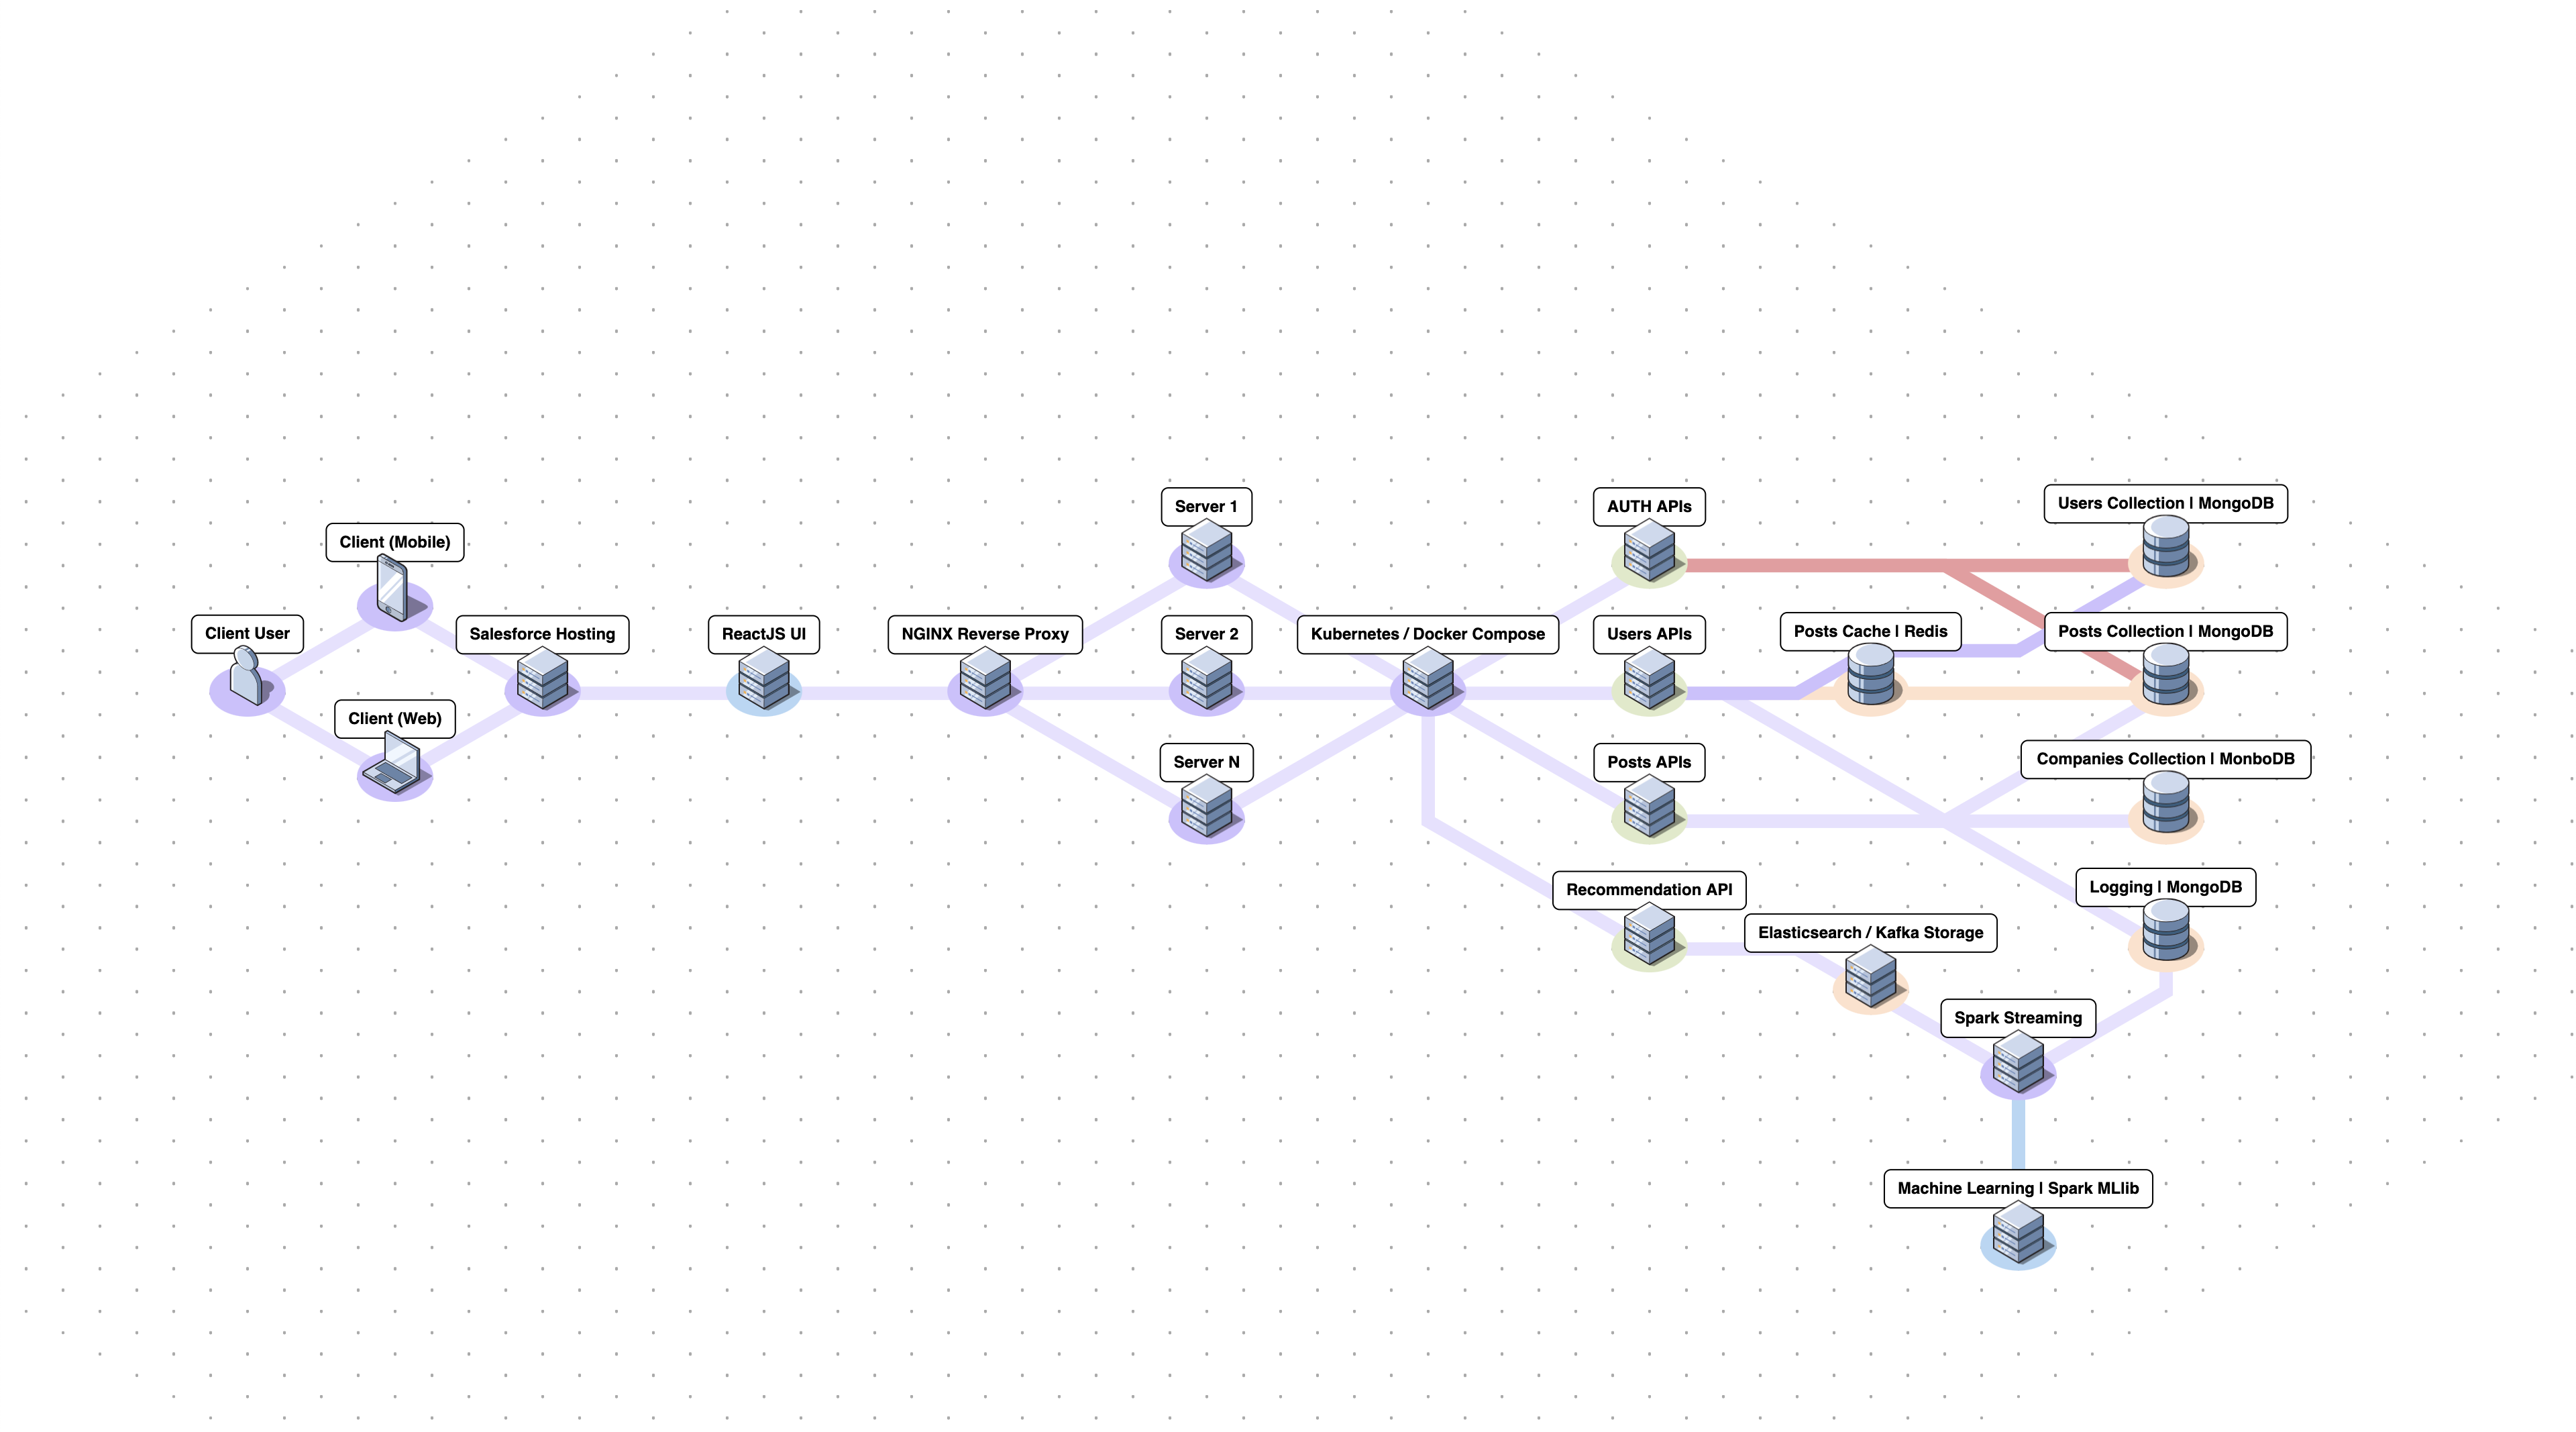 Client User
Client (Mobile)
Client (Web)
Salesforce Hosting
ReactJS UI
NGINX Reverse Proxy
Server 1
Server 2
Server N
Kubernetes / Docker Compose
AUTH APIs
Users APIs
Posts APIs
Recommendation API
Posts Cache | Redis
Users Collection | MongoDB
Posts Collection | MongoDB
Companies Collection | MonboDB
Logging | MongoDB
Elasticsearch / Kafka Storage
Spark Streaming
Machine Learning | Spark MLlib